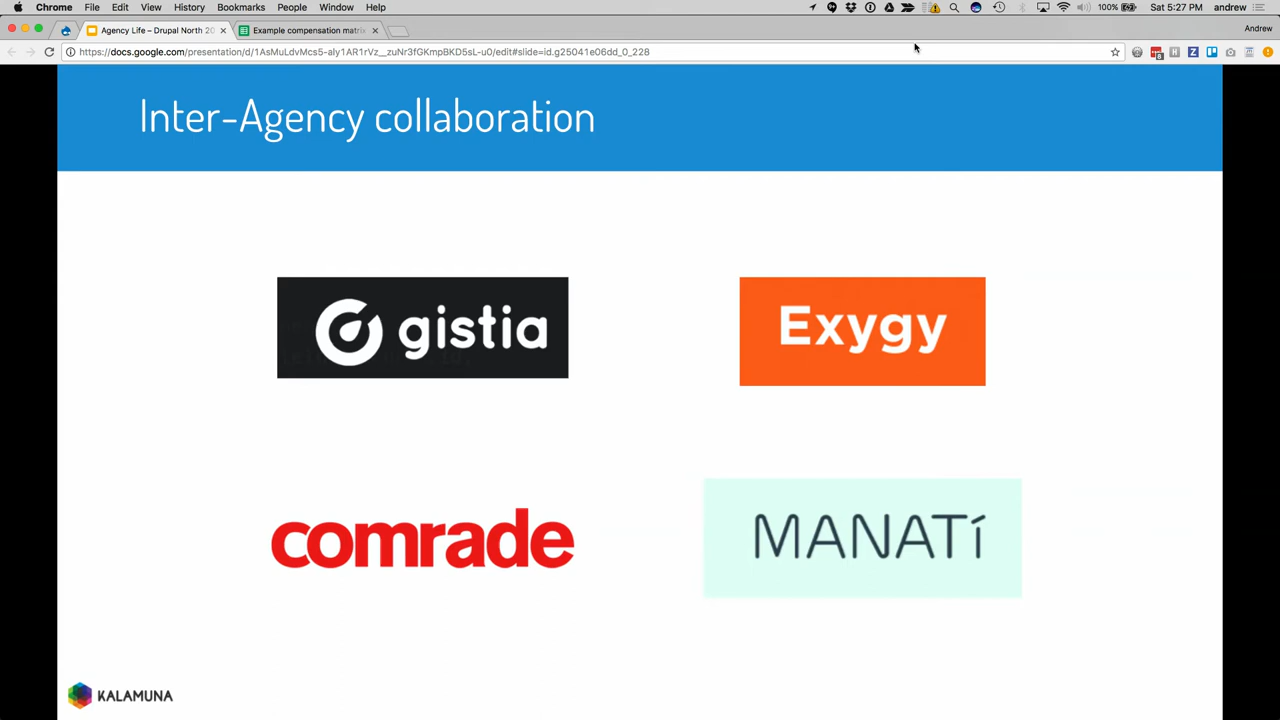 Chrome File Edit View History Bookmarks People Window Help 100% Sat 5:27 PM andrew
Agency Life – Drupal North 20 Example compensation matri Andrew
https://docs.google.com/presentation/d/1AsMuLdvMcs5-aly1AR1rVz__zuNr3fGKmpBKD5sL-u0/edit#slide=id.g25041e06dd_0_228
Inter-Agency collaboration
gistia
Exygy
comrade
MANATí
KALAMUNA